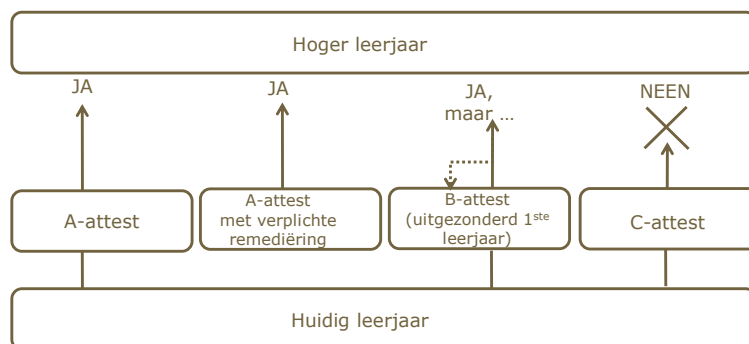 Hoger leerjaar
JA
JA
JA,
maar …
NEEN
A-attest
A-attest
met verplichte
remediëring
B-attest
(uitgezonderd 1ste
leerjaar)
C-attest
Huidig leerjaar